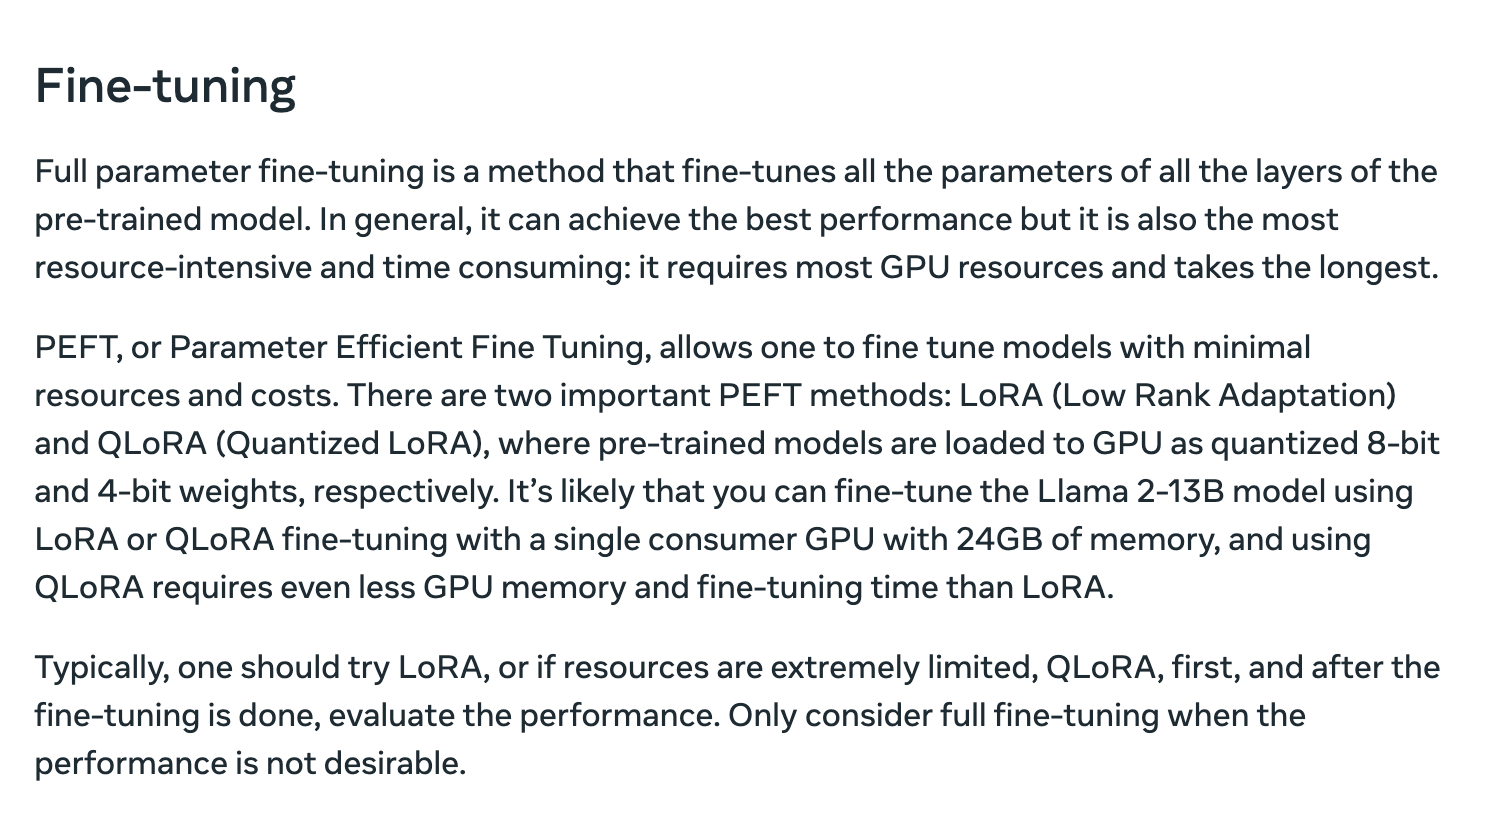 Fine-tuning
Full parameter fine-tuning is a method that fine-tunes all the parameters of all the layers of the
pre-trained model. In general, it can achieve the best performance but it is also the most
resource-intensive and time consuming: it requires most GPU resources and takes the longest.
PEFT, or Parameter Efficient Fine Tuning, allows one to fine tune models with minimal
resources and costs. There are two important PEFT methods: LoRA (Low Rank Adaptation)
and QLoRA (Quantized LoRA), where pre-trained models are loaded to GPU as quantized 8-bit
and 4-bit weights, respectively. It’s likely that you can fine-tune the Llama 2-13B model using
LoRA or QLoRA fine-tuning with a single consumer GPU with 24GB of memory, and using
QLoRA requires even less GPU memory and fine-tuning time than LoRA.
Typically, one should try LoRA, or if resources are extremely limited, QLoRA, first, and after the
fine-tuning is done, evaluate the performance. Only consider full fine-tuning when the
performance is not desirable.